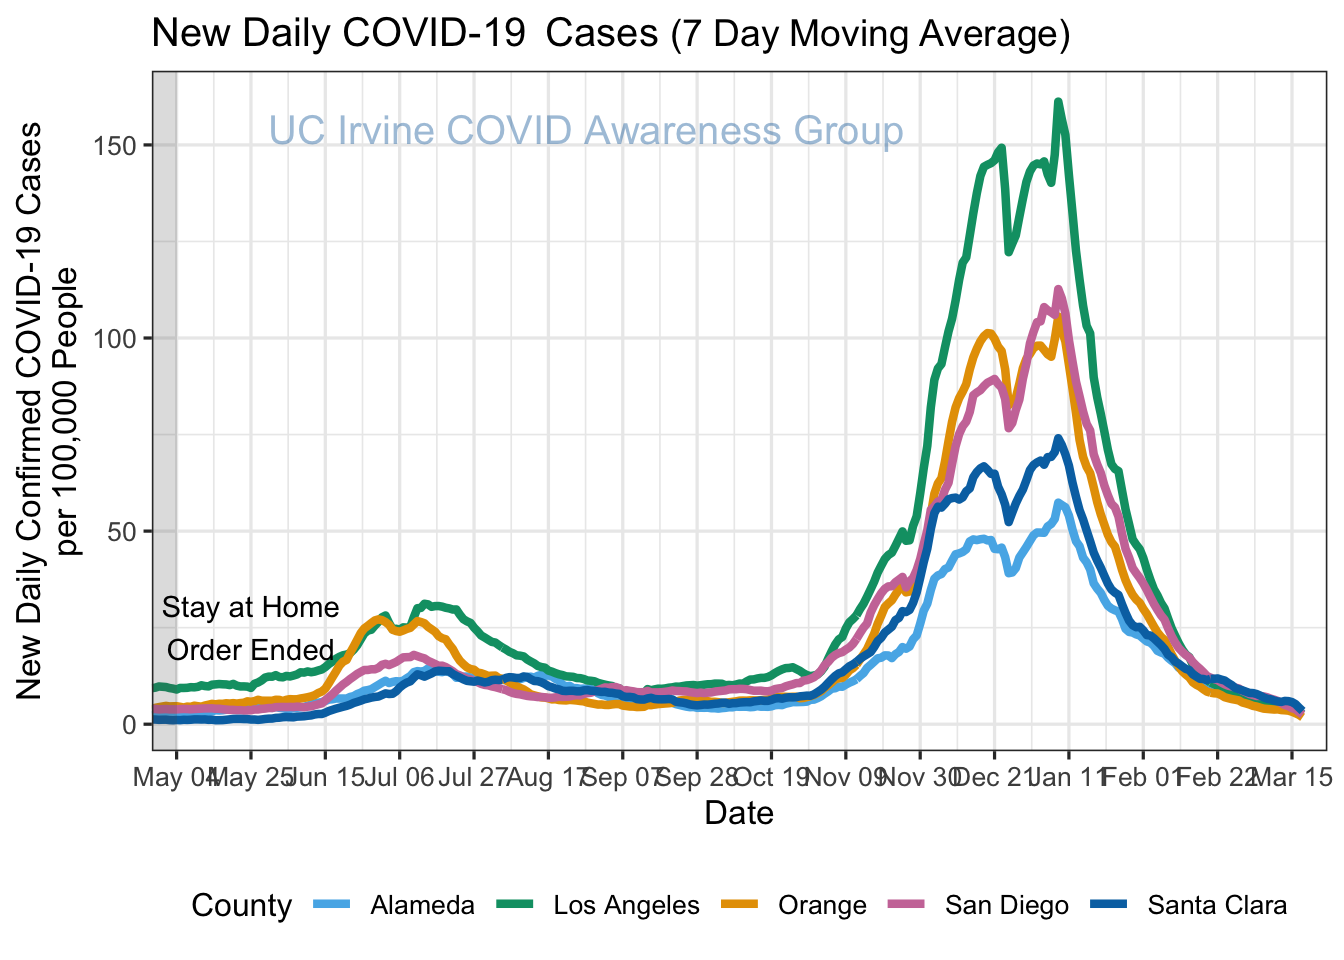 New Daily COVID-19  Cases (7 Day Moving Average)
UC Irvine COVID Awareness Group
New Daily Confirmed COVID-19 Cases
per 100,000 People
150
100
50
0
Stay at Home
Order Ended
May 04 May 25 Jun 15 Jul 06 Jul 27 Aug 17 Sep 07 Sep 28 Oct 19 Nov 09 Nov 30 Dec 21 Jan 11 Feb 01 Feb 22 Mar 15
Date
County Alameda Los Angeles Orange San Diego Santa Clara